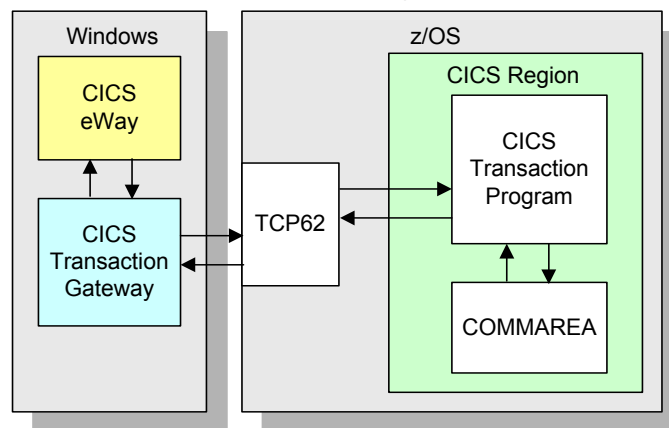 Windows
CICS
eWay
CICS
Transaction
Gateway
z/OS
TCP62
CICS Region
CICS
Transaction
Program
COMMAREA